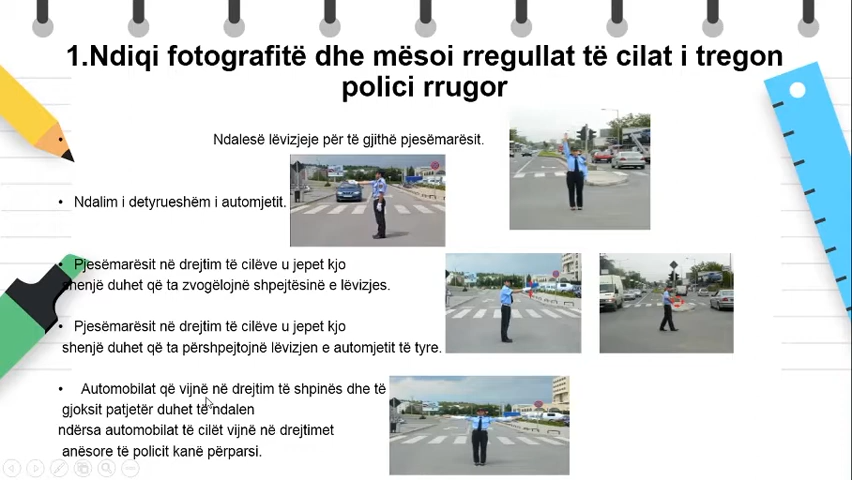 1.Ndiqi fotografitë dhe mësoi rregullat të cilat i tregon
polici rrugor
Ndalesë lëvizjeje për të gjithë pjesëmarësit.
• Ndalim i detyrueshëm i automjetit.
• Pjesëmarësit në drejtim të cilëve u jepet kjo
shenjë duhet që ta zvogëlojnë shpejtësinë e lëvizjes.
• Pjesëmarësit në drejtim të cilëve u jepet kjo
shenjë duhet që ta përshpejtojnë lëvizjen e automjetit të tyre.
• Automobilat që vijnë në drejtim të shpinës dhe të
gjoksit patjetër duhet të ndalen
ndërsa automobilat të cilët vijnë në drejtimet
anësore të policit kanë përparsi.